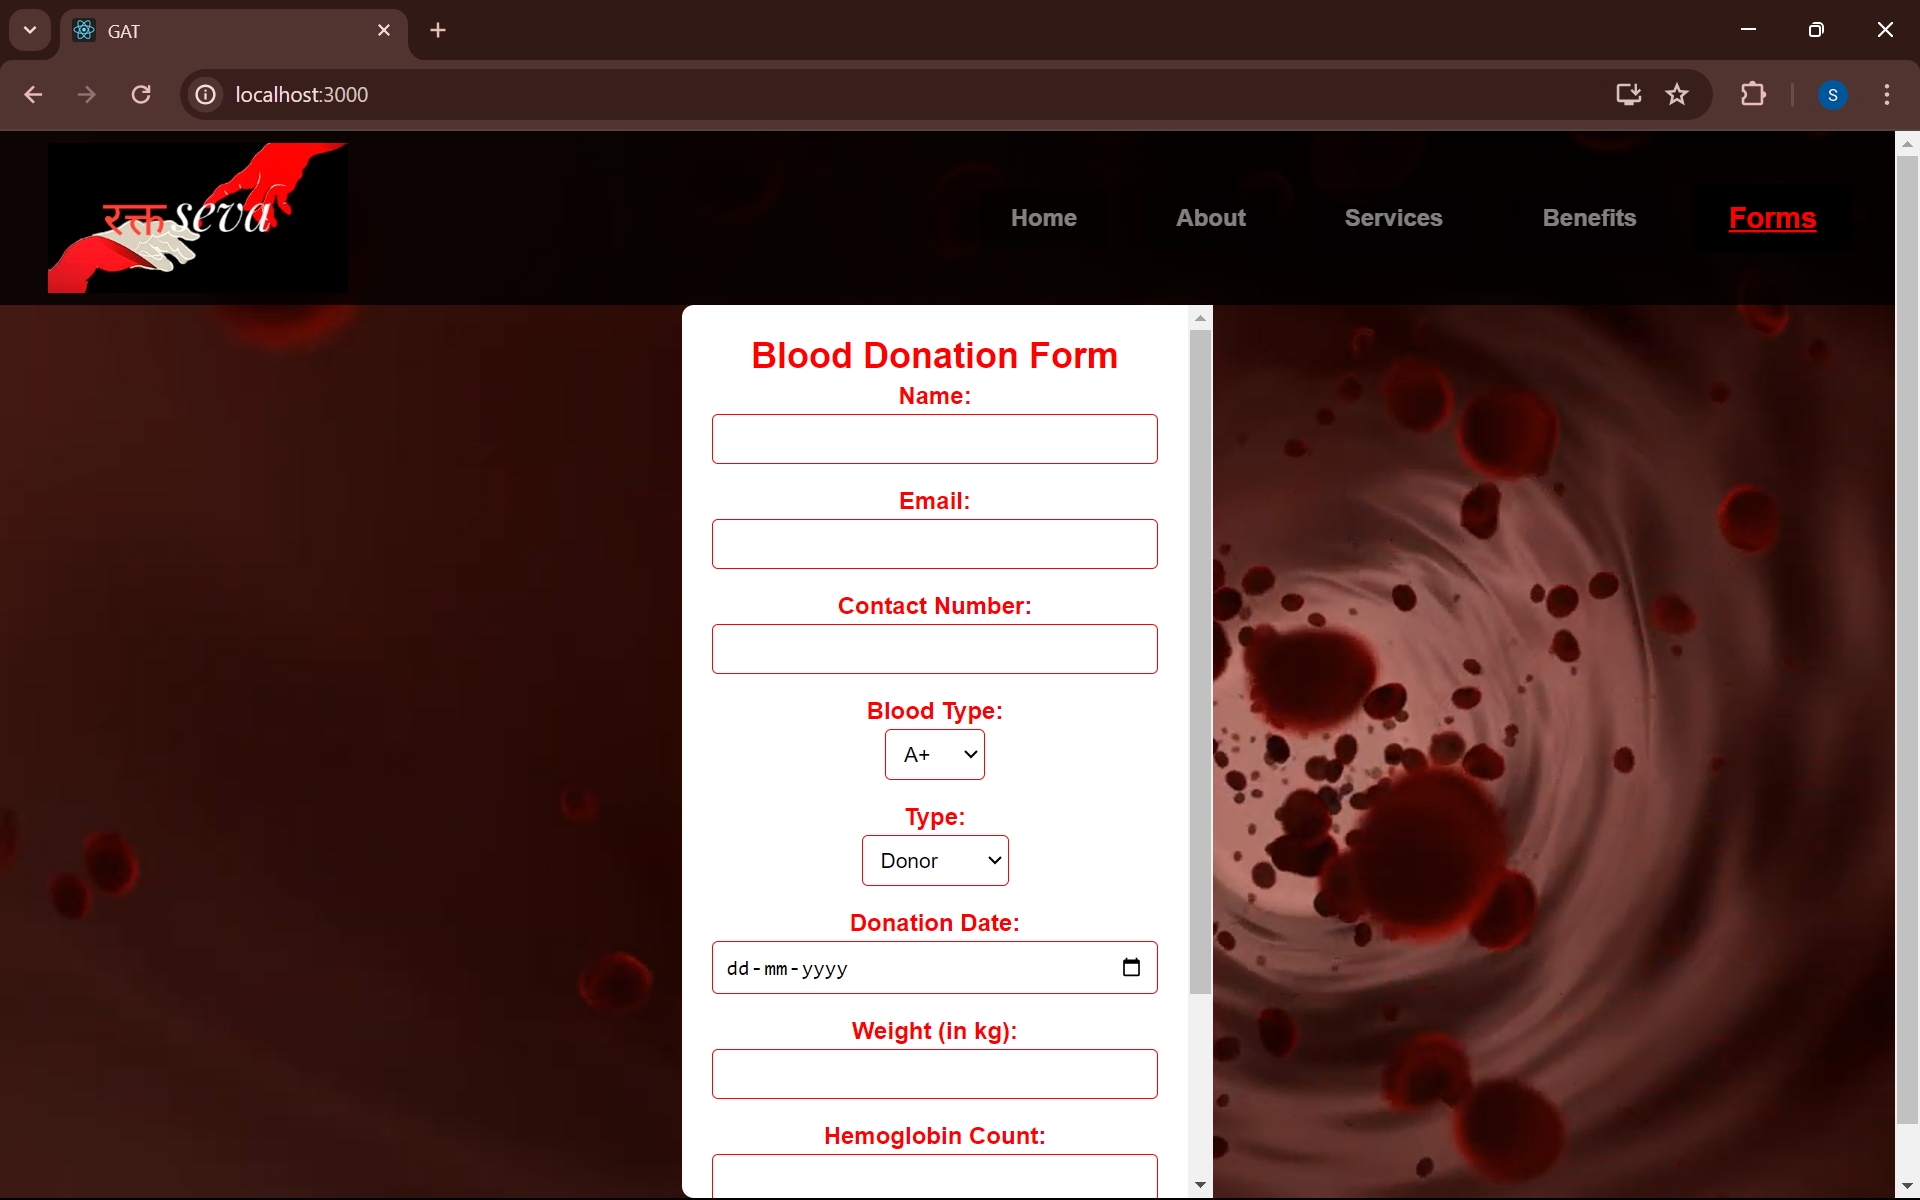 GAT
localhost:3000
S
रक्त seva
Home About Services Benefits Forms
Blood Donation Form
Name:
Email:
Contact Number:
Blood Type:
A+
Type:
Donor
Donation Date:
dd-mm-yyyy
Weight (in kg):
Hemoglobin Count: